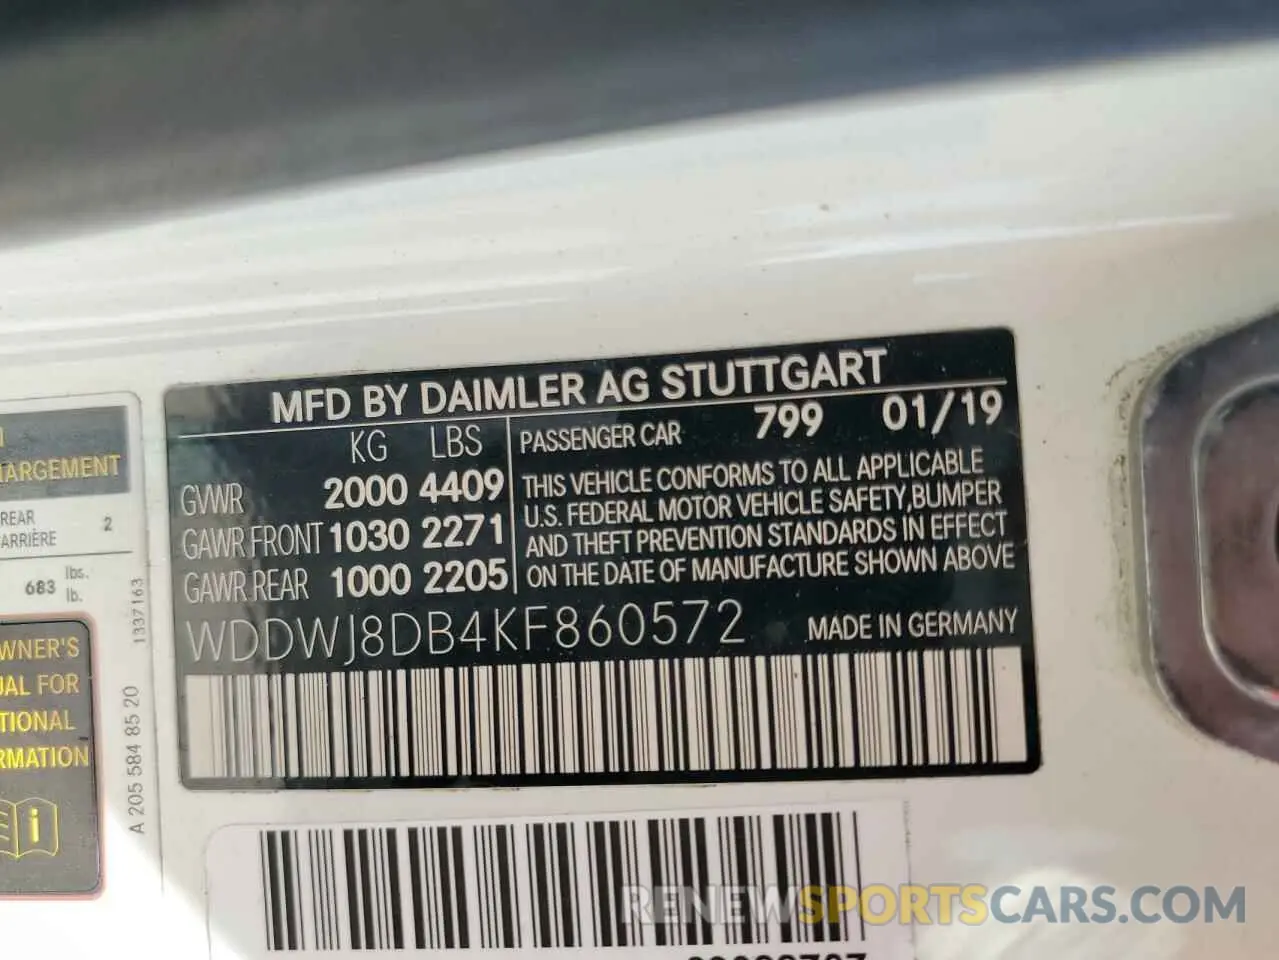 MFD BY DAIMLER AG STUTTGART
KG LBS
GVWR 2000 4409
GAWR FRONT 1030 2271
GAWR REAR 1000 2205
PASSENGER CAR 799 01/19
THIS VEHICLE CONFORMS TO ALL APPLICABLE
U.S. FEDERAL MOTOR VEHICLE SAFETY,BUMPER
AND THEFT PREVENTION STANDARDS IN EFFECT
ON THE DATE OF MANUFACTURE SHOWN ABOVE
WDDWJ8DB4KF860572 MADE IN GERMANY
HARGEMENT
REAR 2
ARRIÈRE
683 lbs.
lb.
WNER'S
UAL FOR
TIONAL
RMATION
i
1337163
A 205 584 85 20
RENEWSPORTSCARS.COM